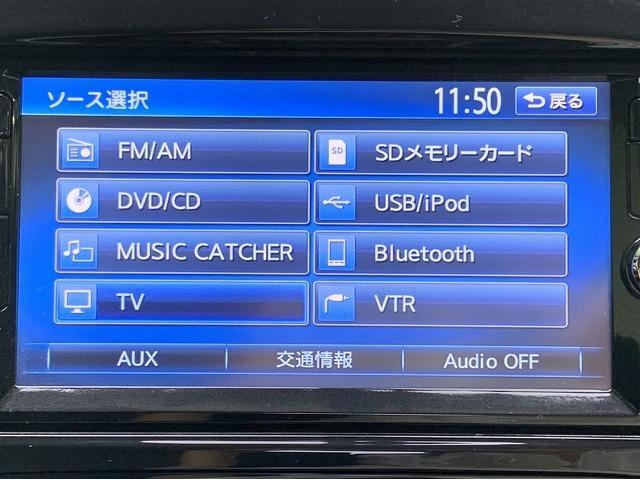 ソース選択
11:50
戻る
FM/AM
SD
SDメモリーカード
DVD/CD
USB/iPod
MUSIC CATCHER
Bluetooth
TV
VTR
AUX
交通情報
Audio OFF